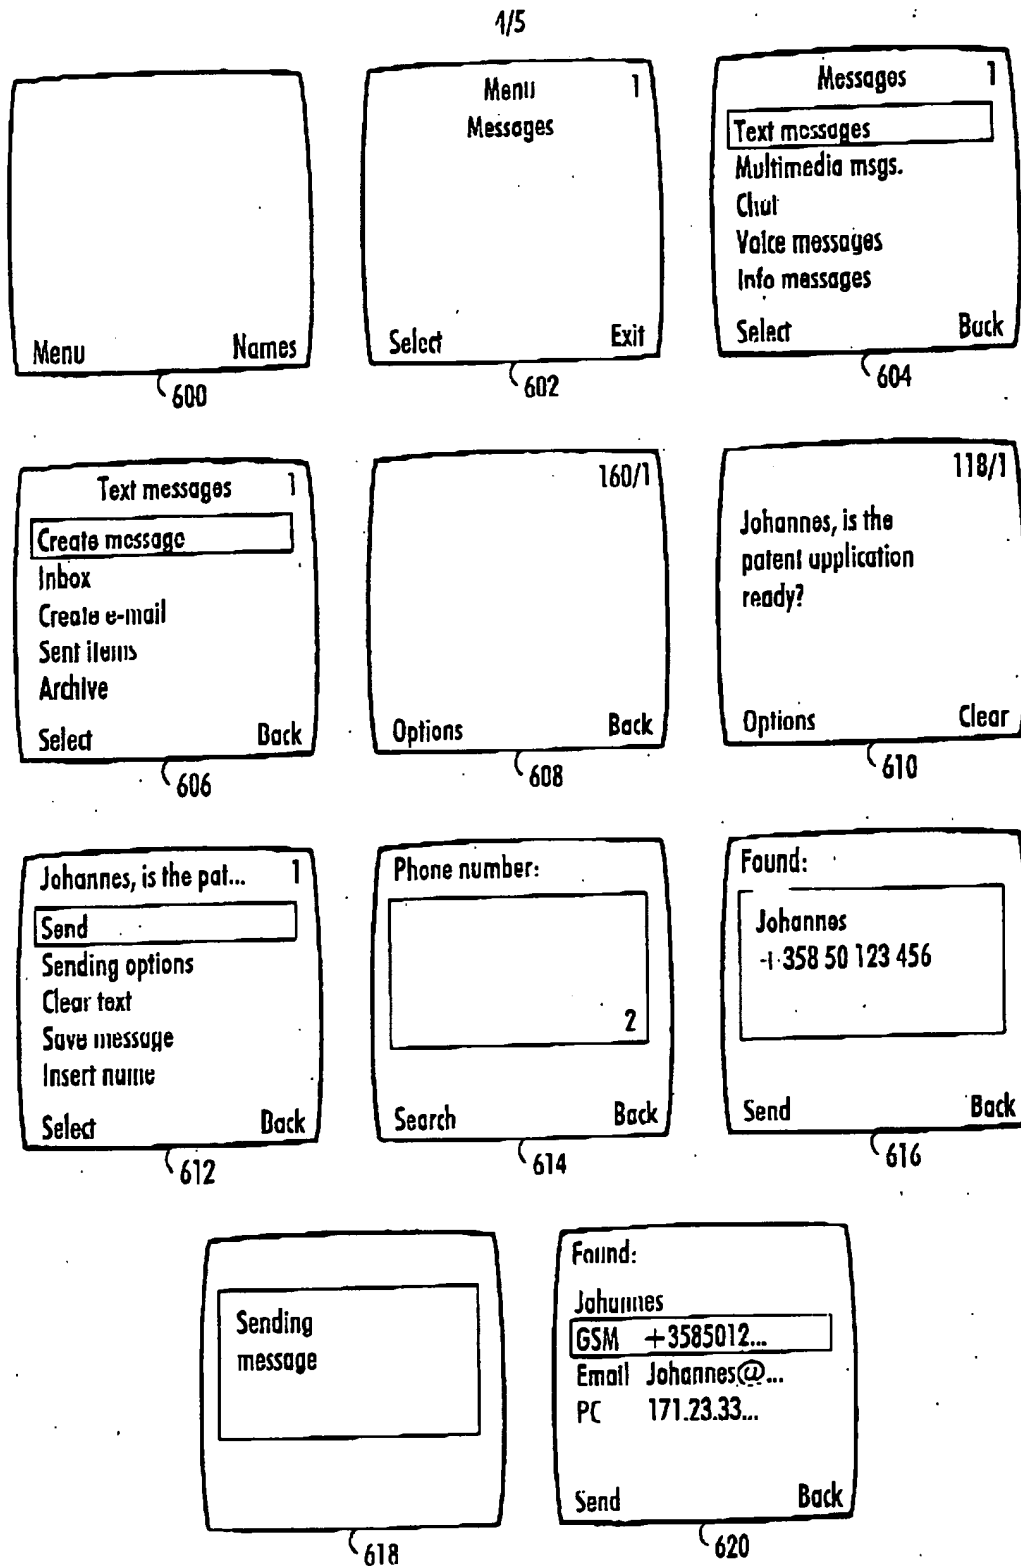 1/5
Menu Names
600
Menu 1
Messages
Select Exit
602
Messages 1
Text messages
Multimedia msgs.
Chat
Voice messages
Info messages
Select Back
604
Text messages 1
Create message
Inbox
Create e-mail
Sent items
Archive
Select Back
606
160/1
Options Back
608
118/1
Johannes, is the
patent application
ready?
Options Clear
610
Johannes, is the pat... 1
Send
Sending options
Clear text
Save message
Insert name
Select Back
612
Phone number:
2
Search Back
614
Found:
Johannes
+358 50 123 456
Send Back
616
Sending
message
618
Found:
Johannes
GSM +3585012...
Email Johannes@...
PC 171.23.33...
Send Back
620